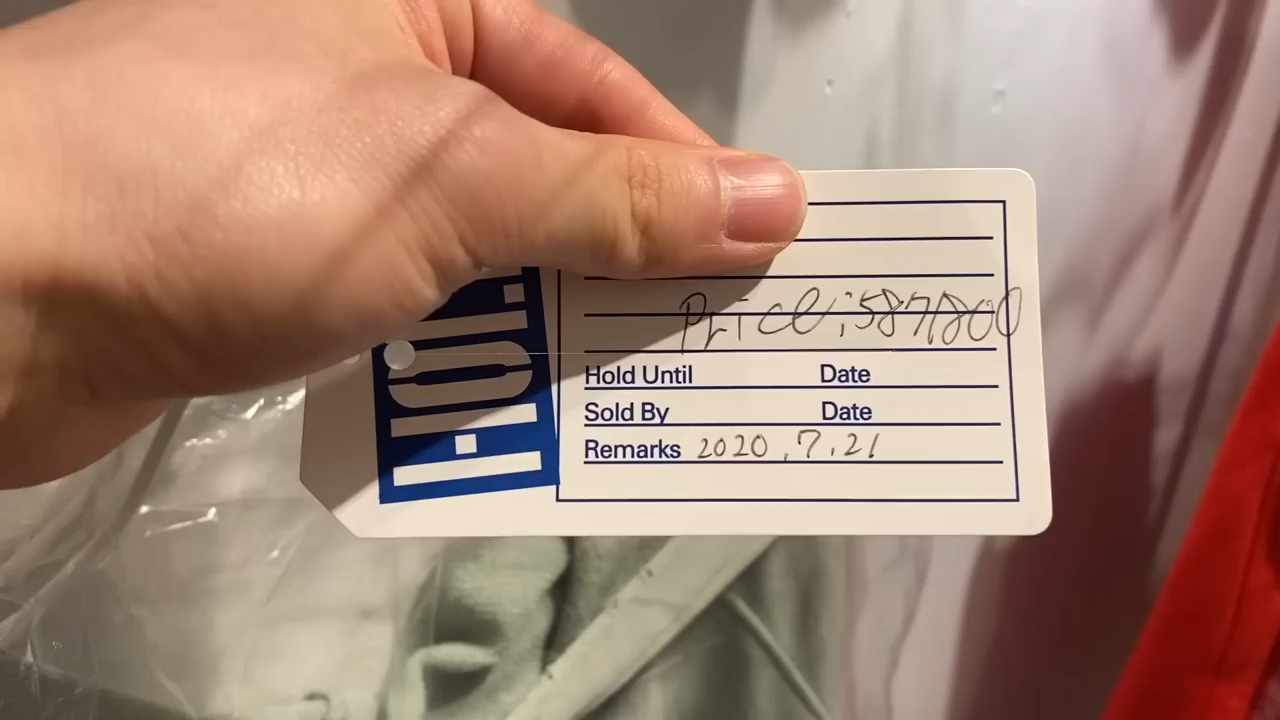 Price:587800
Hold Until Date
Sold By Date
Remarks 2020.7.21